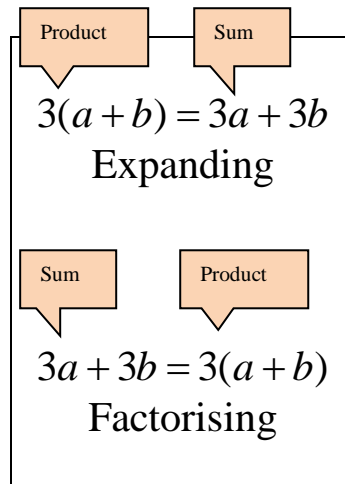 Product Sum
3(a + b) = 3a + 3b
Expanding
Sum Product
3a + 3b = 3(a + b)
Factorising